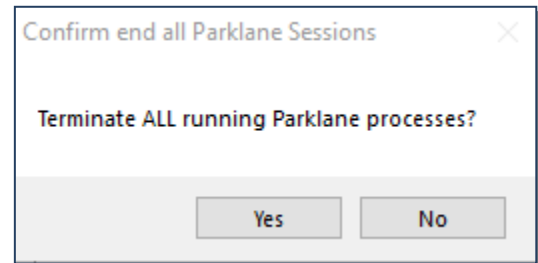 Confirm end all Parklane Sessions
Terminate ALL running Parklane processes?
Yes
No